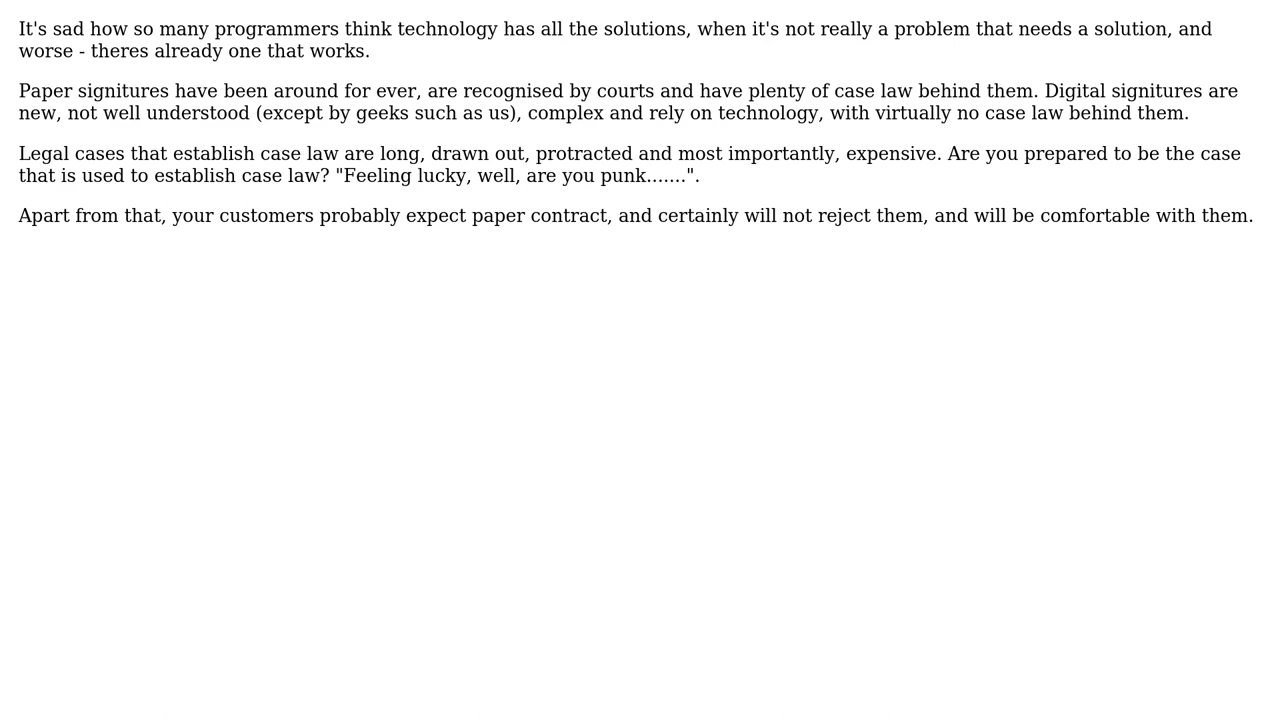 It's sad how so many programmers think technology has all the solutions, when it's not really a problem that needs a solution, and
worse - theres already one that works.
Paper signitures have been around for ever, are recognised by courts and have plenty of case law behind them. Digital signitures are
new, not well understood (except by geeks such as us), complex and rely on technology, with virtually no case law behind them.
Legal cases that establish case law are long, drawn out, protracted and most importantly, expensive. Are you prepared to be the case
that is used to establish case law? "Feeling lucky, well, are you punk.......".
Apart from that, your customers probably expect paper contract, and certainly will not reject them, and will be comfortable with them.